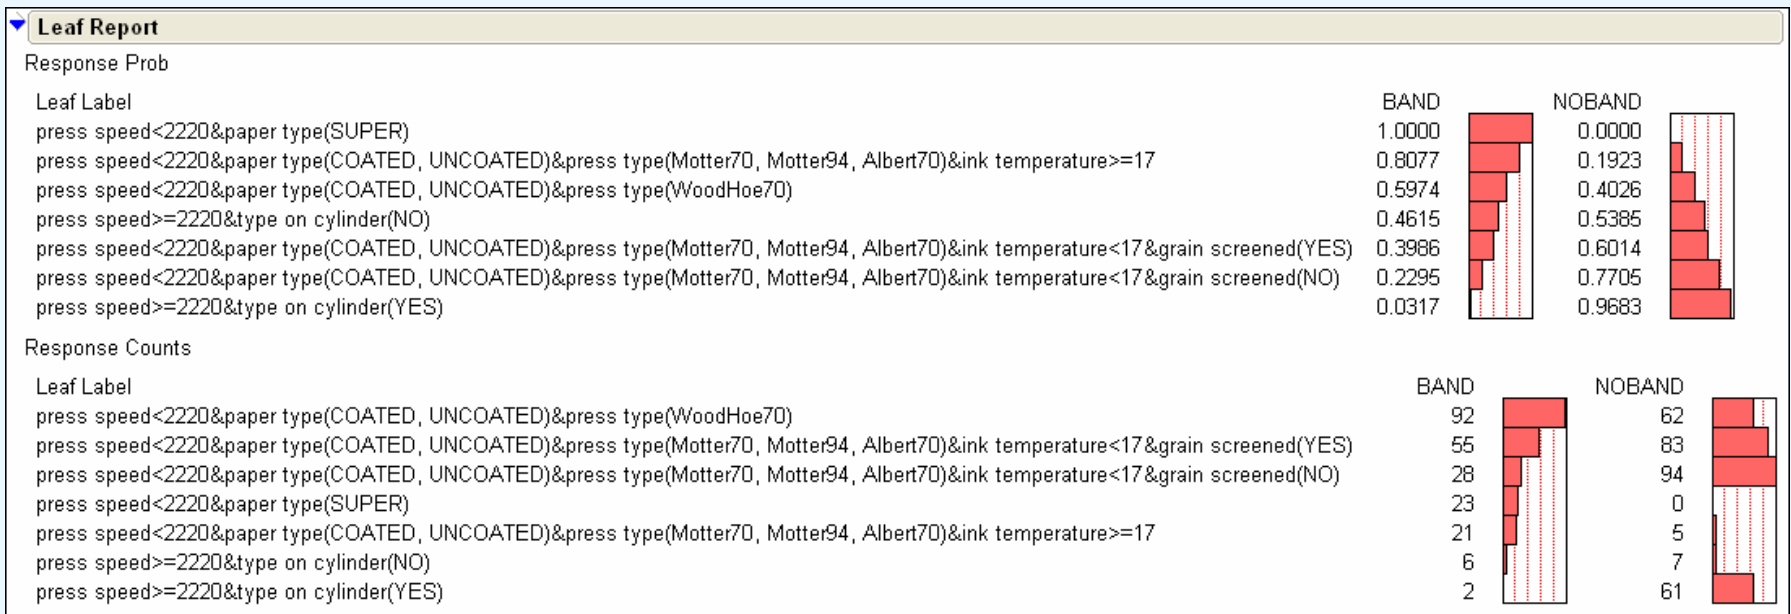 Leaf Report
Response Prob
Leaf Label BAND NOBAND
press speed<2220&paper type(SUPER) 1.0000 0.0000
press speed<2220&paper type(COATED, UNCOATED)&press type(Motter70, Motter94, Albert70)&ink temperature>=17 0.8077 0.1923
press speed<2220&paper type(COATED, UNCOATED)&press type(WoodHoe70) 0.5974 0.4026
press speed>=2220&type on cylinder(NO) 0.4615 0.5385
press speed<2220&paper type(COATED, UNCOATED)&press type(Motter70, Motter94, Albert70)&ink temperature<17&grain screened(YES) 0.3986 0.6014
press speed<2220&paper type(COATED, UNCOATED)&press type(Motter70, Motter94, Albert70)&ink temperature<17&grain screened(NO) 0.2295 0.7705
press speed>=2220&type on cylinder(YES) 0.0317 0.9683
Response Counts
Leaf Label BAND NOBAND
press speed<2220&paper type(COATED, UNCOATED)&press type(WoodHoe70) 92 62
press speed<2220&paper type(COATED, UNCOATED)&press type(Motter70, Motter94, Albert70)&ink temperature<17&grain screened(YES) 55 83
press speed<2220&paper type(COATED, UNCOATED)&press type(Motter70, Motter94, Albert70)&ink temperature<17&grain screened(NO) 28 94
press speed<2220&paper type(SUPER) 23 0
press speed<2220&paper type(COATED, UNCOATED)&press type(Motter70, Motter94, Albert70)&ink temperature>=17 21 5
press speed>=2220&type on cylinder(NO) 6 7
press speed>=2220&type on cylinder(YES) 2 61